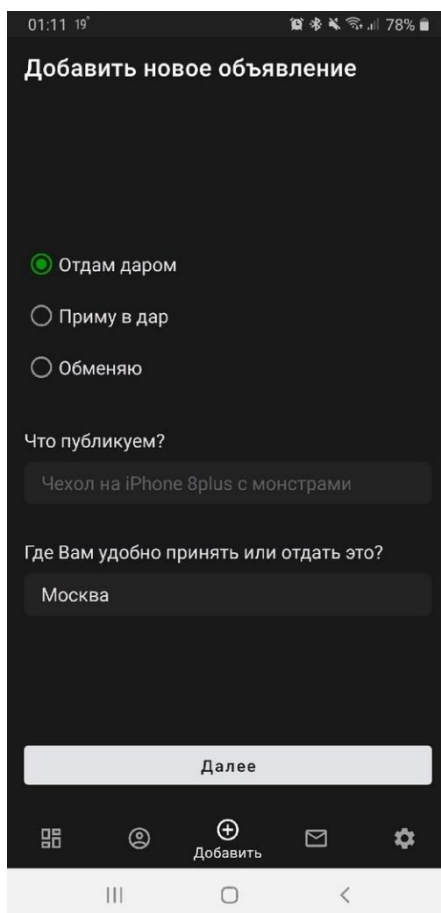 01:11 19°
78%
Добавить новое объявление
Отдам даром
Приму в дар
Обменяю
Что публикуем?
Чехол на iPhone 8plus с монстрами
Где Вам удобно принять или отдать это?
Москва
Далее
Добавить